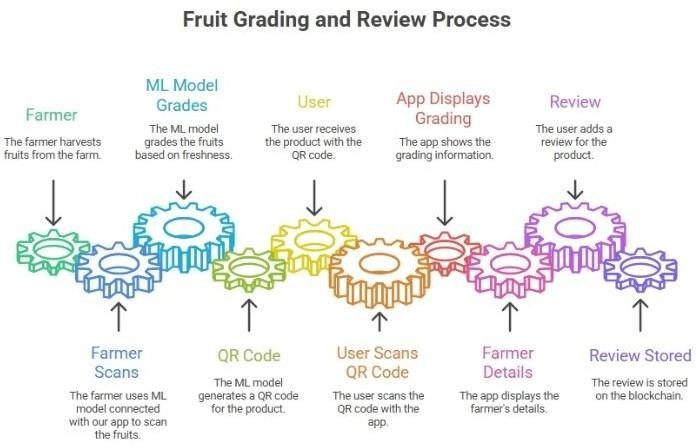 Fruit Grading and Review Process
Farmer
The farmer harvests
fruits from the farm.
ML Model
Grades
The ML model
grades the fruits
based on freshness.
User
The user receives
the product with the
QR code.
App Displays
Grading
The app shows the
grading information.
Review
The user adds a
review for the
product.
Farmer
Scans
The farmer uses ML
model connected
with our app to scan
the fruits.
QR Code
The ML model
generates a QR code
for the product.
User Scans
QR Code
The user scans the
QR code with the
app.
Farmer
Details
The app displays the
farmer's details.
Review Stored
The review is stored
on the blockchain.